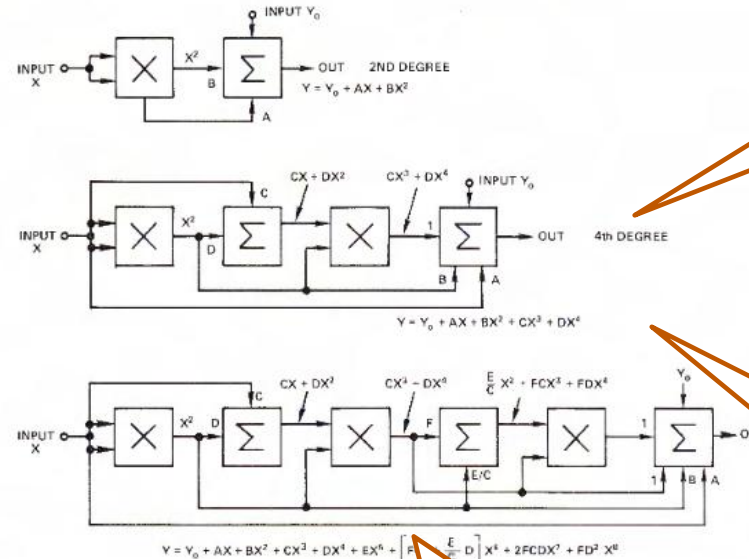 INPUT Y₀
INPUT X
X²
B
Σ
OUT 2ND DEGREE
A
Y = Y₀ + AX + BX²
C
CX + DX²
CX³ + DX⁴
INPUT Y₀
INPUT X
X²
D
Σ
1
Σ
OUT 4th DEGREE
B
A
Y = Y₀ + AX + BX² + CX³ + DX⁴
C
CX + DX²
CX³ − DX⁴
E/C X² + FCX³ + FDX⁴
Y₀
INPUT X
X²
D
Σ
F
Σ
1
Σ
E/C
1
B
A
Y = Y₀ + AX + BX² + CX³ + DX⁴ + EX⁵ + [F D] X⁶ + 2FCDX⁷ + FD² X⁸